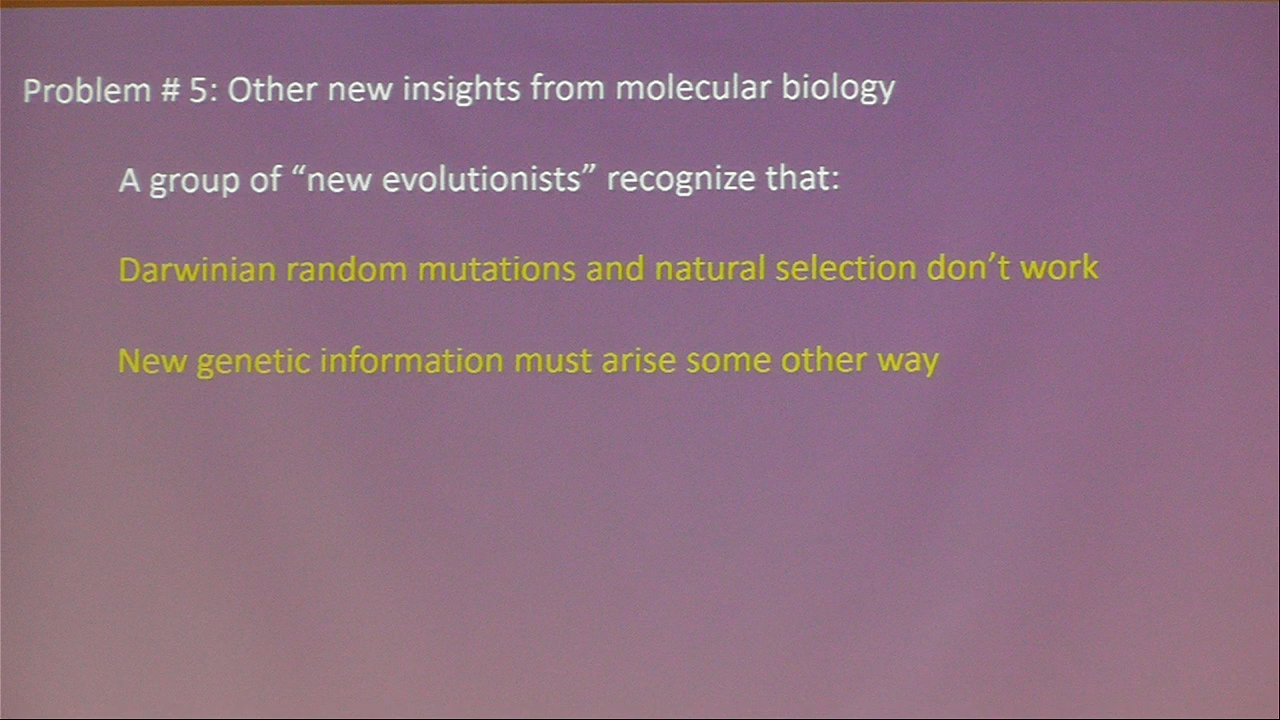 Problem # 5: Other new insights from molecular biology
A group of “new evolutionists” recognize that:
Darwinian random mutations and natural selection don’t work
New genetic information must arise some other way